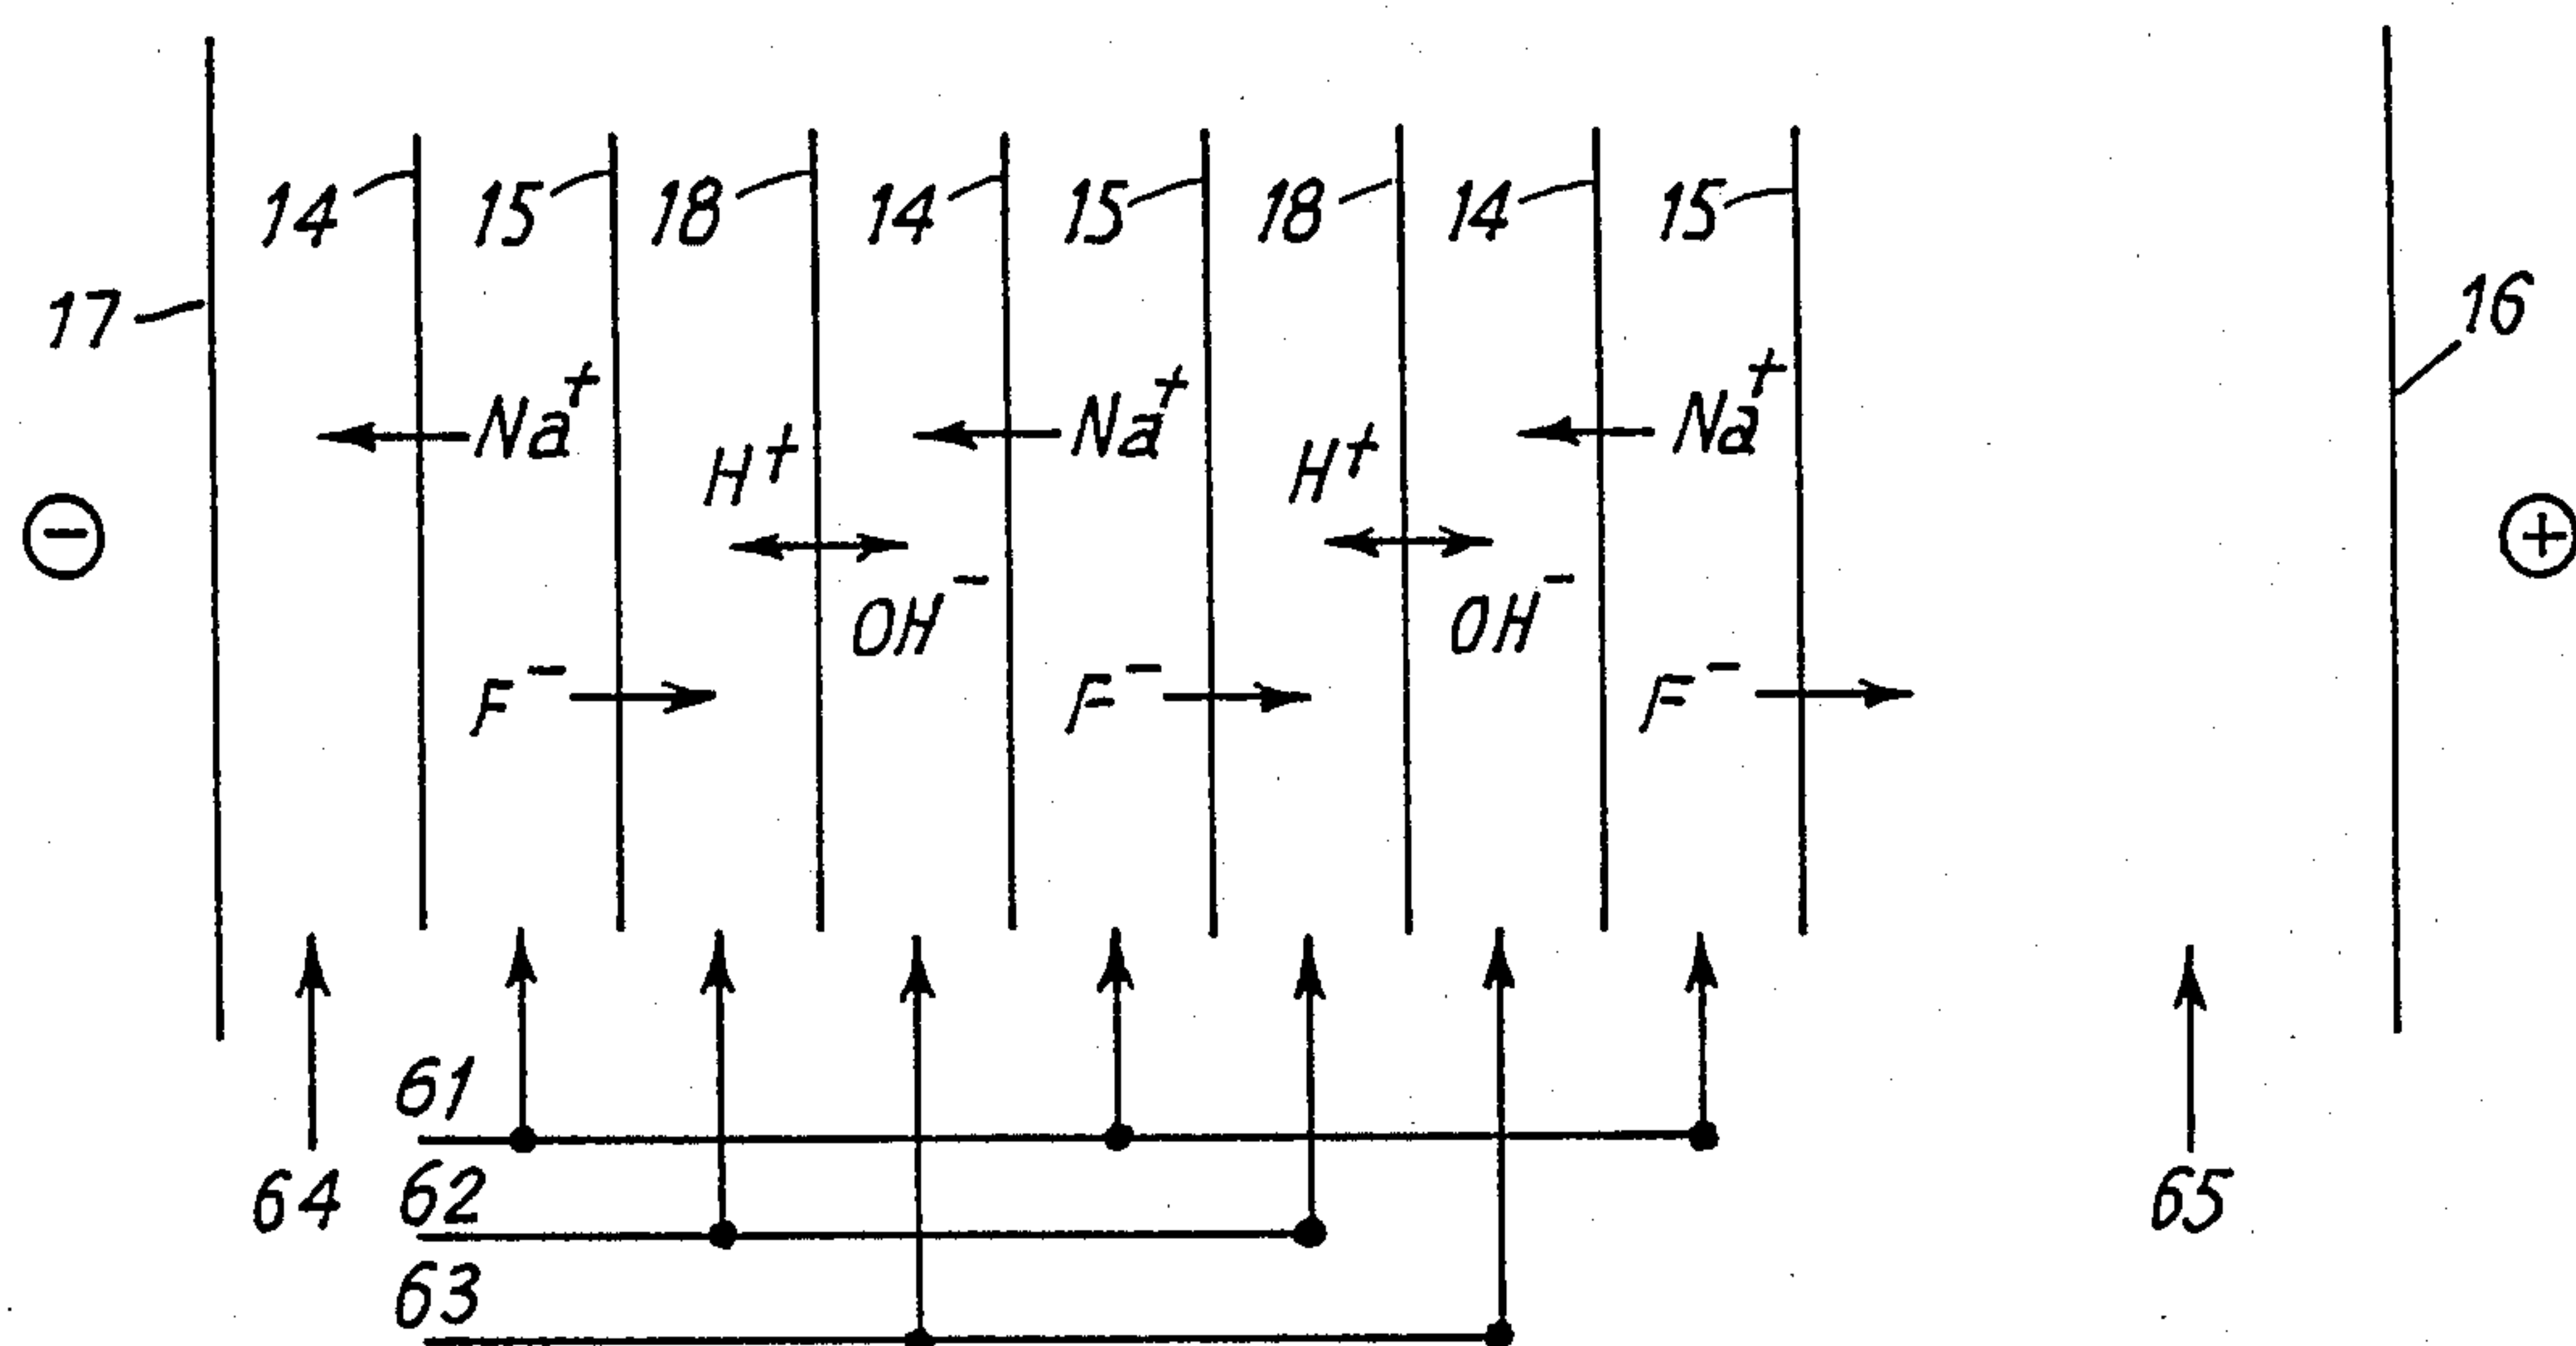 14 15 18 14 15 18 14 15
17 16
Na⁺ Na⁺ Na⁺
H⁺ H⁺
⊖ ⊕
OH⁻ OH⁻
F⁻ F⁻ F⁻
61
64 62 65
63